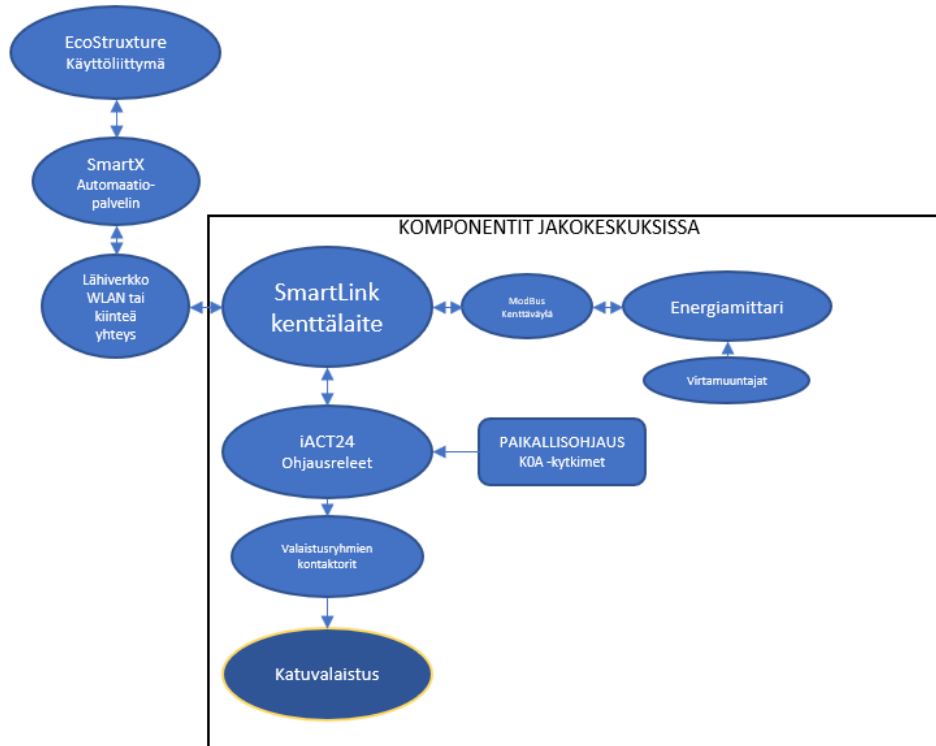 EcoStruxture
Käyttöliittymä
SmartX
Automaatio-
palvelin
KOMPONENTIT JAKOKESKUKSISSA
Lähiverkko
WLAN tai
kiinteä
yhteys
SmartLink
kenttälaite
ModBus
Kenttäväylä
Energiamittari
Virtamuuntajat
iACT24
Ohjausreleet
PAIKALLISOHJAUS
K0A -kytkimet
Valaistusryhmien
kontaktorit
Katuvalaistus